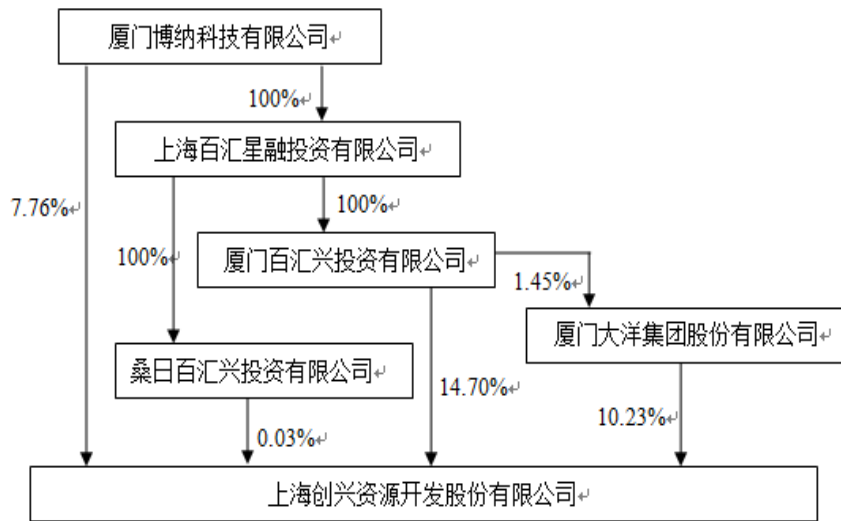 厦门博纳科技有限公司↵
100%↵
上海百汇星融投资有限公司↵
7.76%↵
100%↵
100%↵
厦门百汇兴投资有限公司↵
1.45%↵
厦门大洋集团股份有限公司↵
桑日百汇兴投资有限公司↵
14.70%↵
10.23%↵
0.03%↵
上海创兴资源开发股份有限公司↵